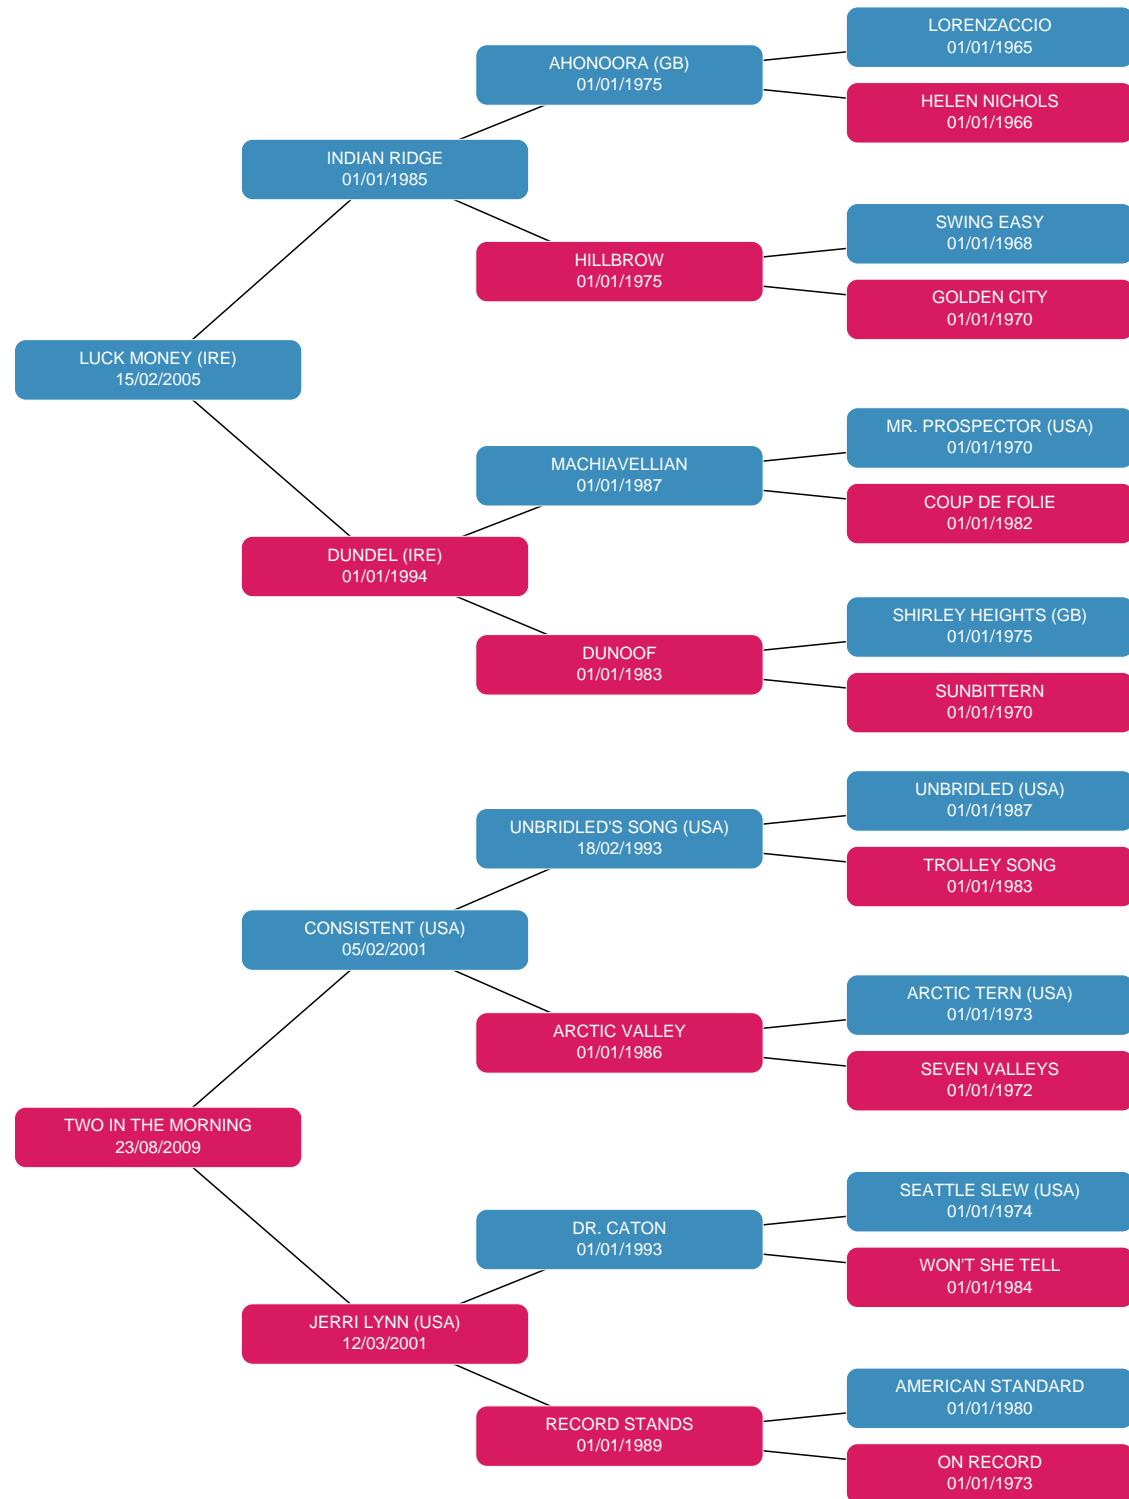 LORENZACCIO
01/01/1965
AHONOORA (GB)
01/01/1975
HELEN NICHOLS
01/01/1966
INDIAN RIDGE
01/01/1985
SWING EASY
01/01/1968
HILLBROW
01/01/1975
GOLDEN CITY
01/01/1970
LUCK MONEY (IRE)
15/02/2005
MR. PROSPECTOR (USA)
01/01/1970
MACHIAVELLIAN
01/01/1987
COUP DE FOLIE
01/01/1982
DUNDEL (IRE)
01/01/1994
SHIRLEY HEIGHTS (GB)
01/01/1975
DUNOOF
01/01/1983
SUNBITTERN
01/01/1970
UNBRIDLED (USA)
01/01/1987
UNBRIDLED'S SONG (USA)
18/02/1993
TROLLEY SONG
01/01/1983
CONSISTENT (USA)
05/02/2001
ARCTIC TERN (USA)
01/01/1973
ARCTIC VALLEY
01/01/1986
SEVEN VALLEYS
01/01/1972
TWO IN THE MORNING
23/08/2009
SEATTLE SLEW (USA)
01/01/1974
DR. CATON
01/01/1993
WON'T SHE TELL
01/01/1984
JERRI LYNN (USA)
12/03/2001
AMERICAN STANDARD
01/01/1980
RECORD STANDS
01/01/1989
ON RECORD
01/01/1973